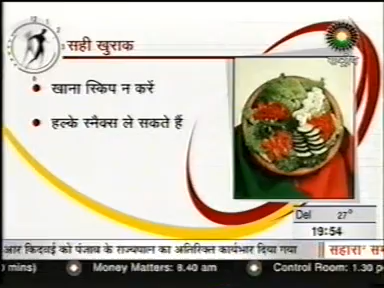 सही खुराक
खाना स्किप न करें
हल्के स्नैक्स ले सकते हैं
Del 27°
19:54
आर किदवई को पंजाब के राज्यपाल का अतिरिक्त कार्यभार दिया गया
सहारा' सम
mins) Money Matters: 8.40 am Control Room: 1.30 p